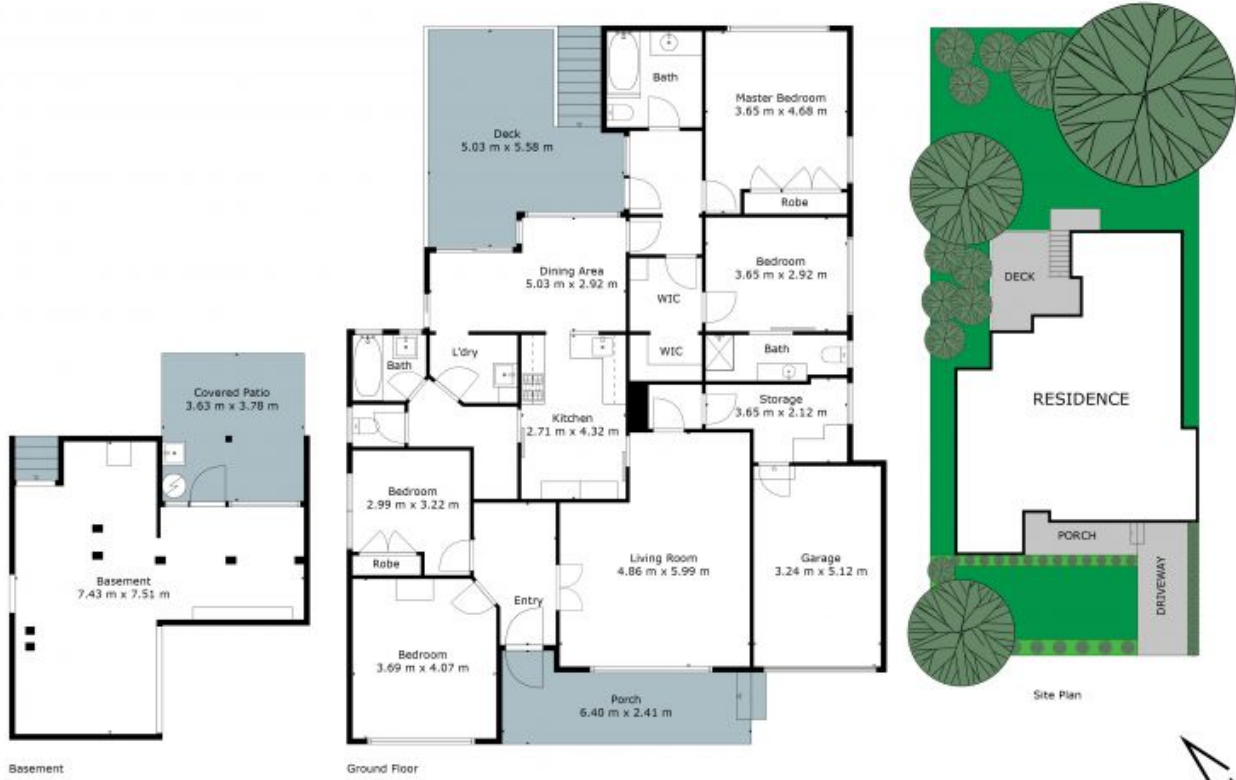 Covered Patio
3.63 m x 3.78 m
Basement
7.43 m x 7.51 m
Basement
Deck
5.03 m x 5.58 m
Bath
Master Bedroom
3.65 m x 4.68 m
Robe
Dining Area
5.03 m x 2.92 m
WIC
Bedroom
3.65 m x 2.92 m
WIC
Bath
Bath
L'dry
Kitchen
2.71 m x 4.32 m
Storage
3.65 m x 2.12 m
Bedroom
2.99 m x 3.22 m
Robe
Living Room
4.86 m x 5.99 m
Garage
3.24 m x 5.12 m
Entry
Bedroom
3.69 m x 4.07 m
Porch
6.40 m x 2.41 m
Ground Floor
DECK
RESIDENCE
PORCH
DRIVEWAY
Site Plan